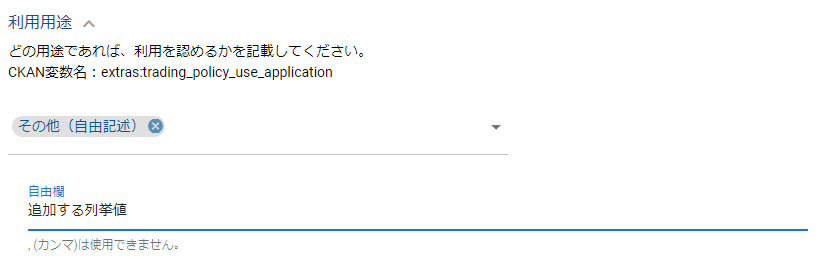 利用用途
どの用途であれば、利用を認めるかを記載してください。
CKAN変数名：extras:trading_policy_use_application
その他（自由記述）
自由欄
追加する列挙値
, (カンマ)は使用できません。